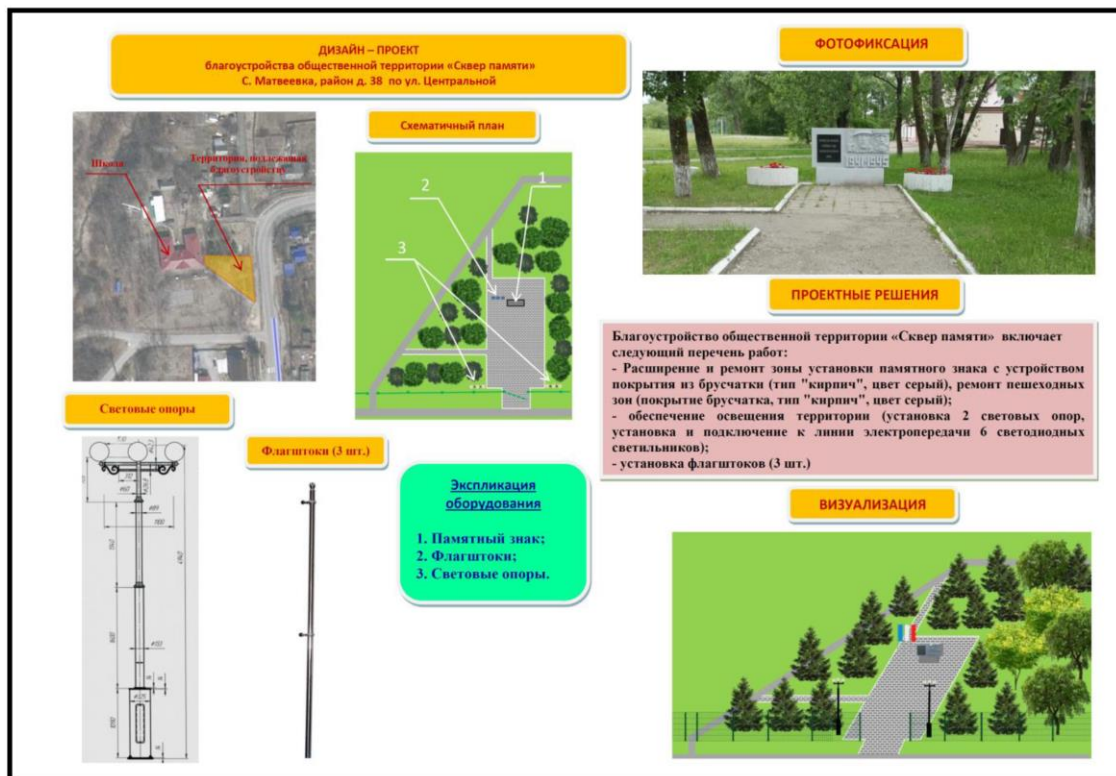 ДИЗАЙН – ПРОЕКТ
благоустройства общественной территории «Сквер памяти»
С. Матвеевка, район д. 38 по ул. Центральной
Школа
Территория, подлежащая
благоустройству
Схематичный план
2
1
3
Световые опоры
Флагштоки (3 шт.)
Экспликация
оборудования
1. Памятный знак;
2. Флагштоки;
3. Световые опоры.
ФОТОФИКСАЦИЯ
1941-1945
ПРОЕКТНЫЕ РЕШЕНИЯ
Благоустройство общественной территории «Сквер памяти» включает
следующий перечень работ:
- Расширение и ремонт зоны установки памятного знака с устройством
покрытия из брусчатки (тип "кирпич", цвет серый), ремонт пешеходных
зон (покрытие брусчатка, тип "кирпич", цвет серый);
- обеспечение освещения территории (установка 2 световых опор,
установка и подключение к линии электропередачи 6 светодиодных
светильников);
- установка флагштоков (3 шт.)
ВИЗУАЛИЗАЦИЯ